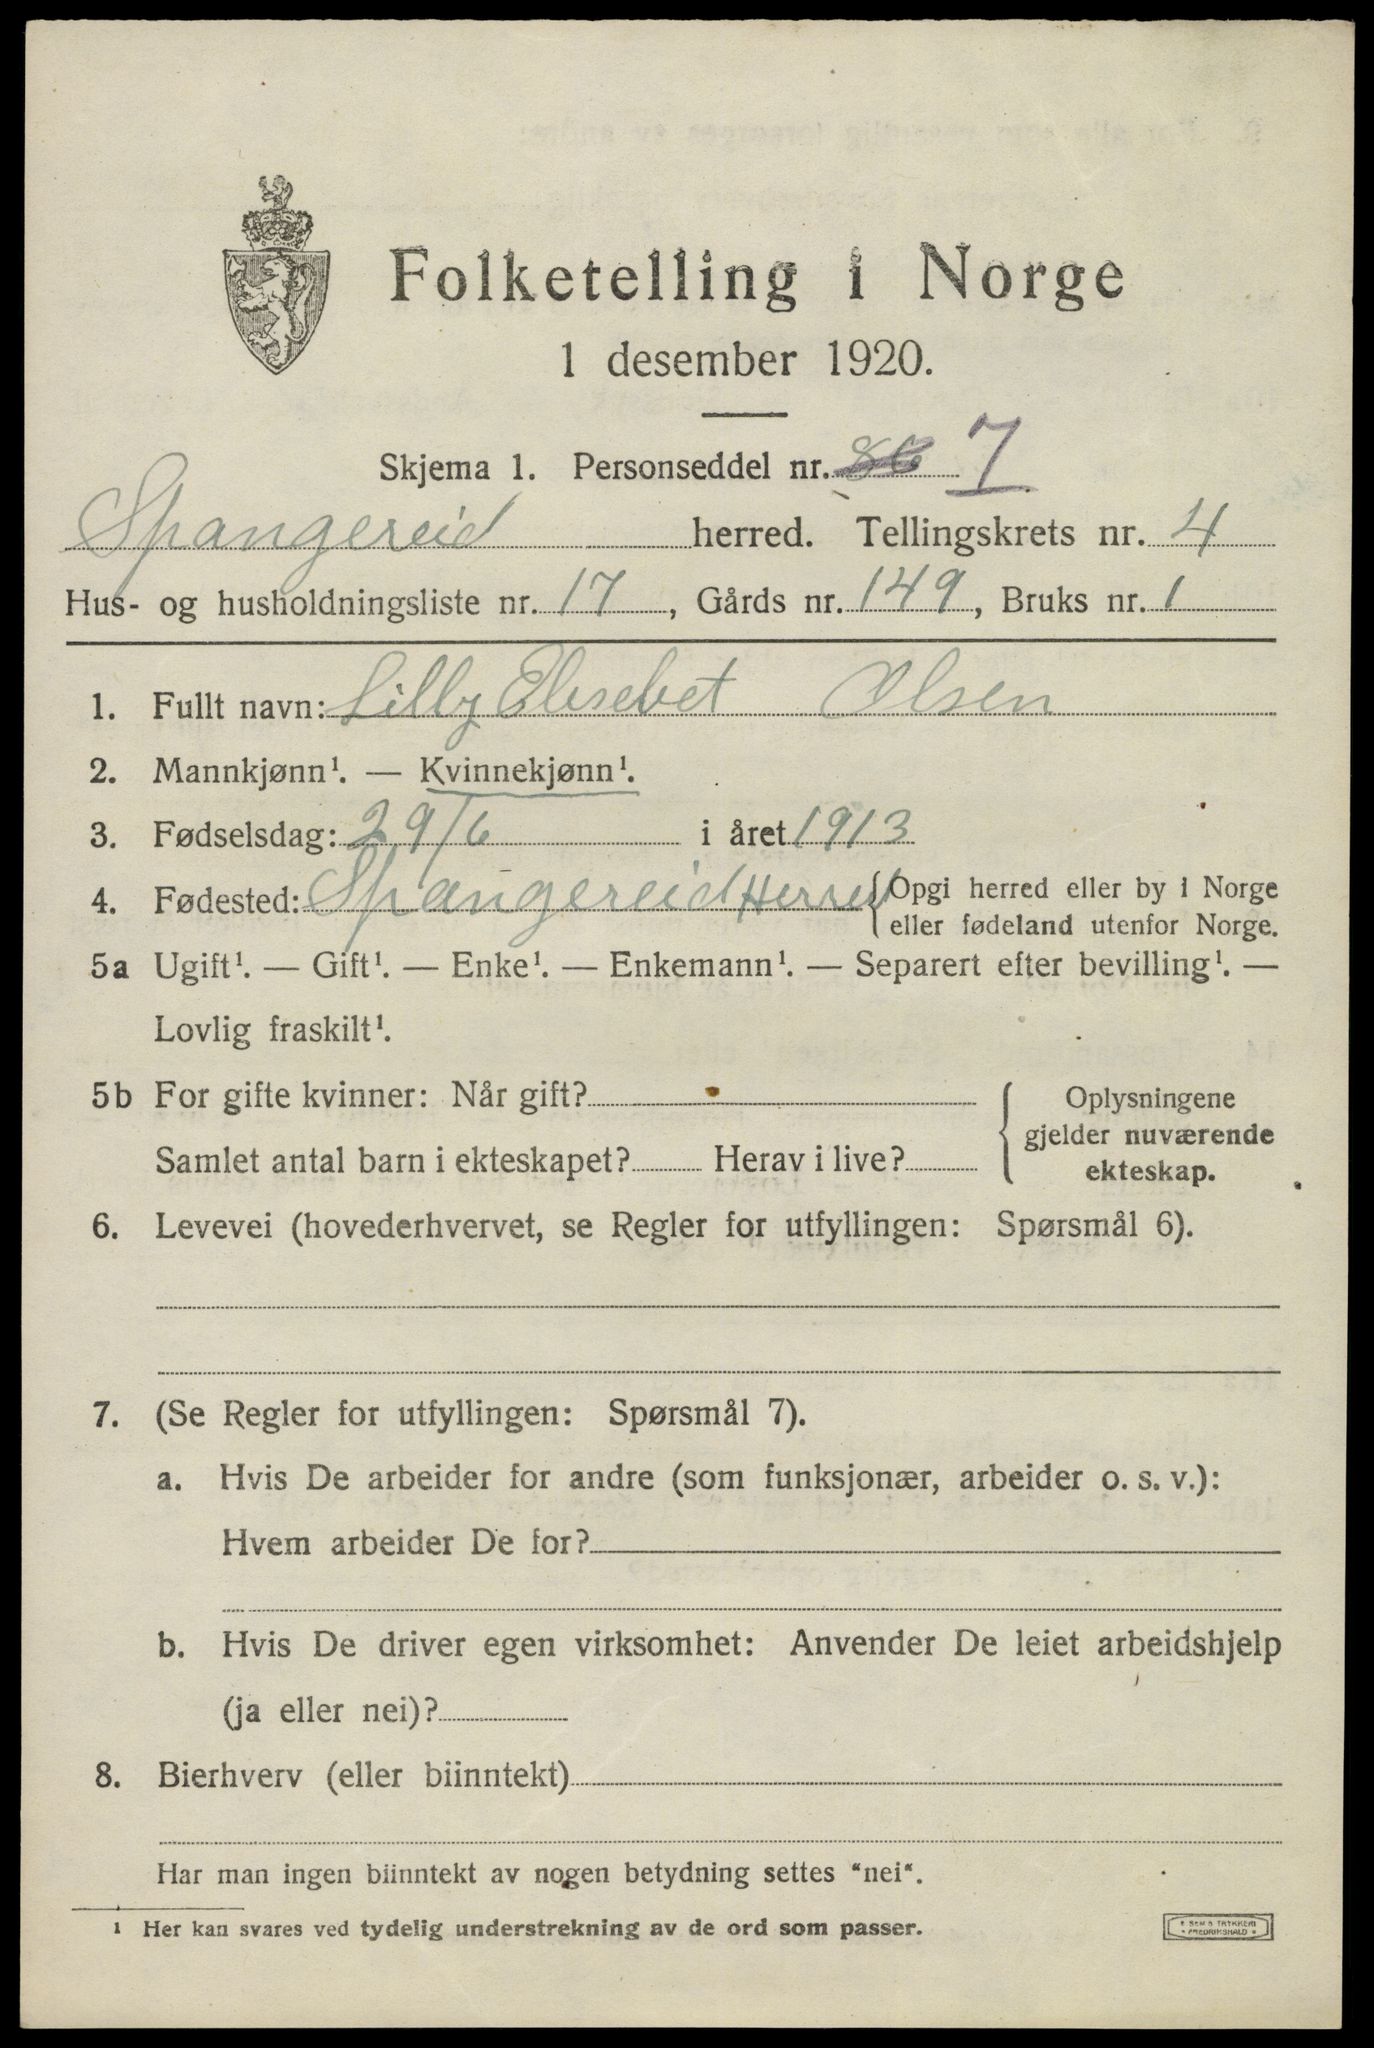 Folketelling i Norge
1 desember 1920.
Skjema 1. Personseddel nr. 86 7
Spangereid herred. Tellingskrets nr. 4
Hus- og husholdningsliste nr. 17, Gårds nr. 149, Bruks nr. 1
1. Fullt navn: Lilly Elisebet Olsen
2. Mannkjønn¹. — Kvinnekjønn¹.
3. Fødselsdag: 29/6 i året 1913
4. Fødested: Spangereid Herred { Opgi herred eller by i Norge
eller fødeland utenfor Norge.
5a Ugift¹. — Gift¹. — Enke¹. — Enkemann¹. — Separert efter bevilling¹. —
Lovlig fraskilt¹.
5b For gifte kvinner: Når gift?
Samlet antal barn i ekteskapet? Herav i live?
{ Oplysningene
gjelder nuværende
ekteskap.
6. Levevei (hovederhvervet, se Regler for utfyllingen: Spørsmål 6).
7. (Se Regler for utfyllingen: Spørsmål 7).
a. Hvis De arbeider for andre (som funksjonær, arbeider o. s. v.):
Hvem arbeider De for?
b. Hvis De driver egen virksomhet: Anvender De leiet arbeidshjelp
(ja eller nei)?
8. Bierhverv (eller biinntekt)
Har man ingen biinntekt av nogen betydning settes "nei".
¹ Her kan svares ved tydelig understrekning av de ord som passer.
SEM & TRYKKERI
FREDRIKSHALD